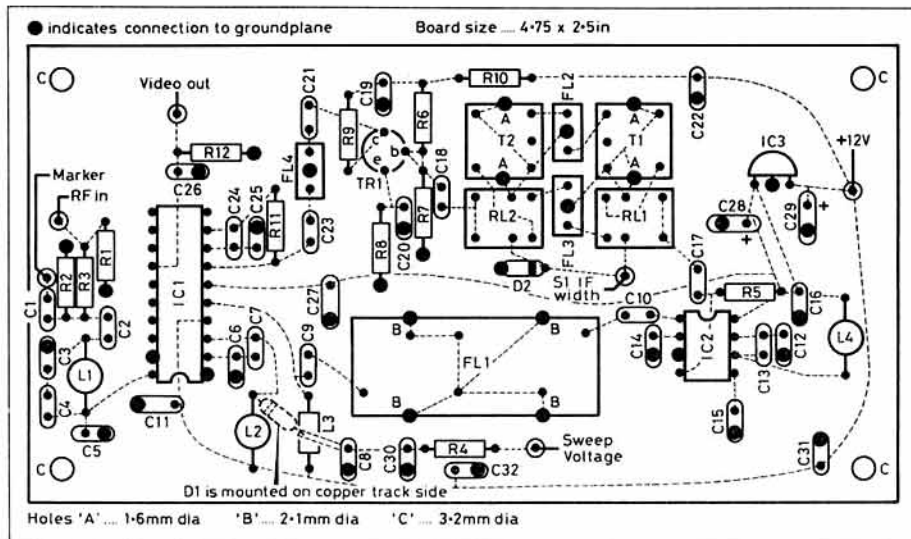 ● indicates connection to groundplane
Board size .... 4·75 x 2·5in
C
C
C21
C19
R10
FL2
Video out
R9
R6
A
A
C22
T2
T1
IC3
+12V
R12
FL4
c
b
e
C18
A
A
C26
TR1
Marker
RF in
C24
C25
R11
C23
R8
C20
R7
RL2
FL3
RL1
C28
+
C29
+
R2
R3
R1
IC1
D2
S1 IF
width
C17
R5
C16
C1
C2
C27
C10
L4
C3
L1
C6
C7
C9
B
B
FL1
C14
IC2
C13
C12
C4
B
B
C15
C5
C11
L2
L3
C8
C30
R4
Sweep
Voltage
C31
C
C32
C
D1 is mounted on copper track side
Holes 'A' .... 1·6mm dia
'B' .... 2·1mm dia
'C' .... 3·2mm dia